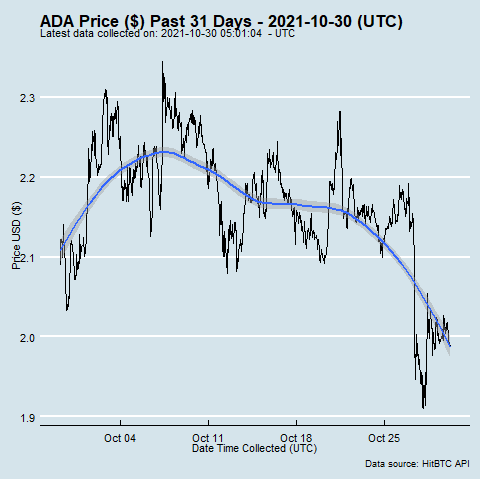 ADA Price ($) Past 31 Days - 2021-10-30 (UTC)
Latest data collected on: 2021-10-30 05:01:04 - UTC
Price USD ($)
2.3
2.2
2.1
2.0
1.9
Oct 04 Oct 11 Oct 18 Oct 25
Date Time Collected (UTC)
Data source: HitBTC API